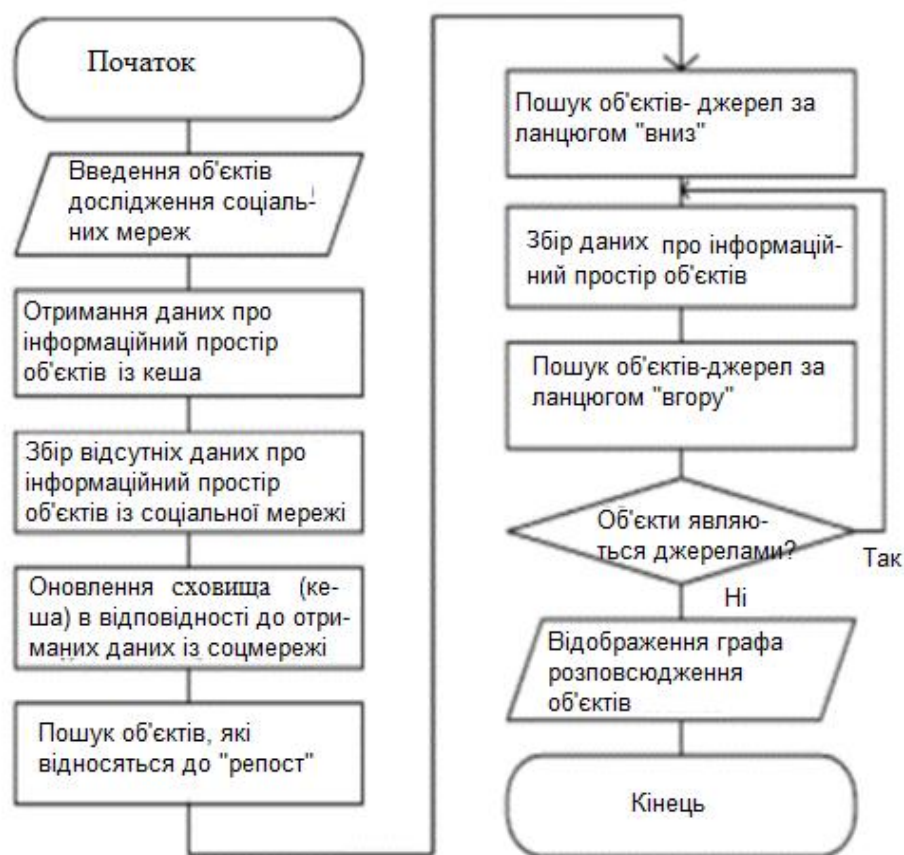 Початок
Введення об'єктів
дослідження соціаль-
них мереж
Отримання даних про
інформаційний простір
об'єктів із кеша
Збір відсутніх даних про
інформаційний простір
об'єктів із соціальної мережі
Оновлення сховища (ке-
ша) в відповідності до отри-
маних даних із соцмережі
Пошук об'єктів, які
відносяться до "репост"
Пошук об'єктів- джерел за
ланцюгом "вниз"
Збір даних про інформацій-
ний простір об'єктів
Пошук об'єктів-джерел за
ланцюгом "вгору"
Об'єкти являю-
ться джерелами?
Так
Ні
Відображення графа
розповсюдження
об'єктів
Кінець